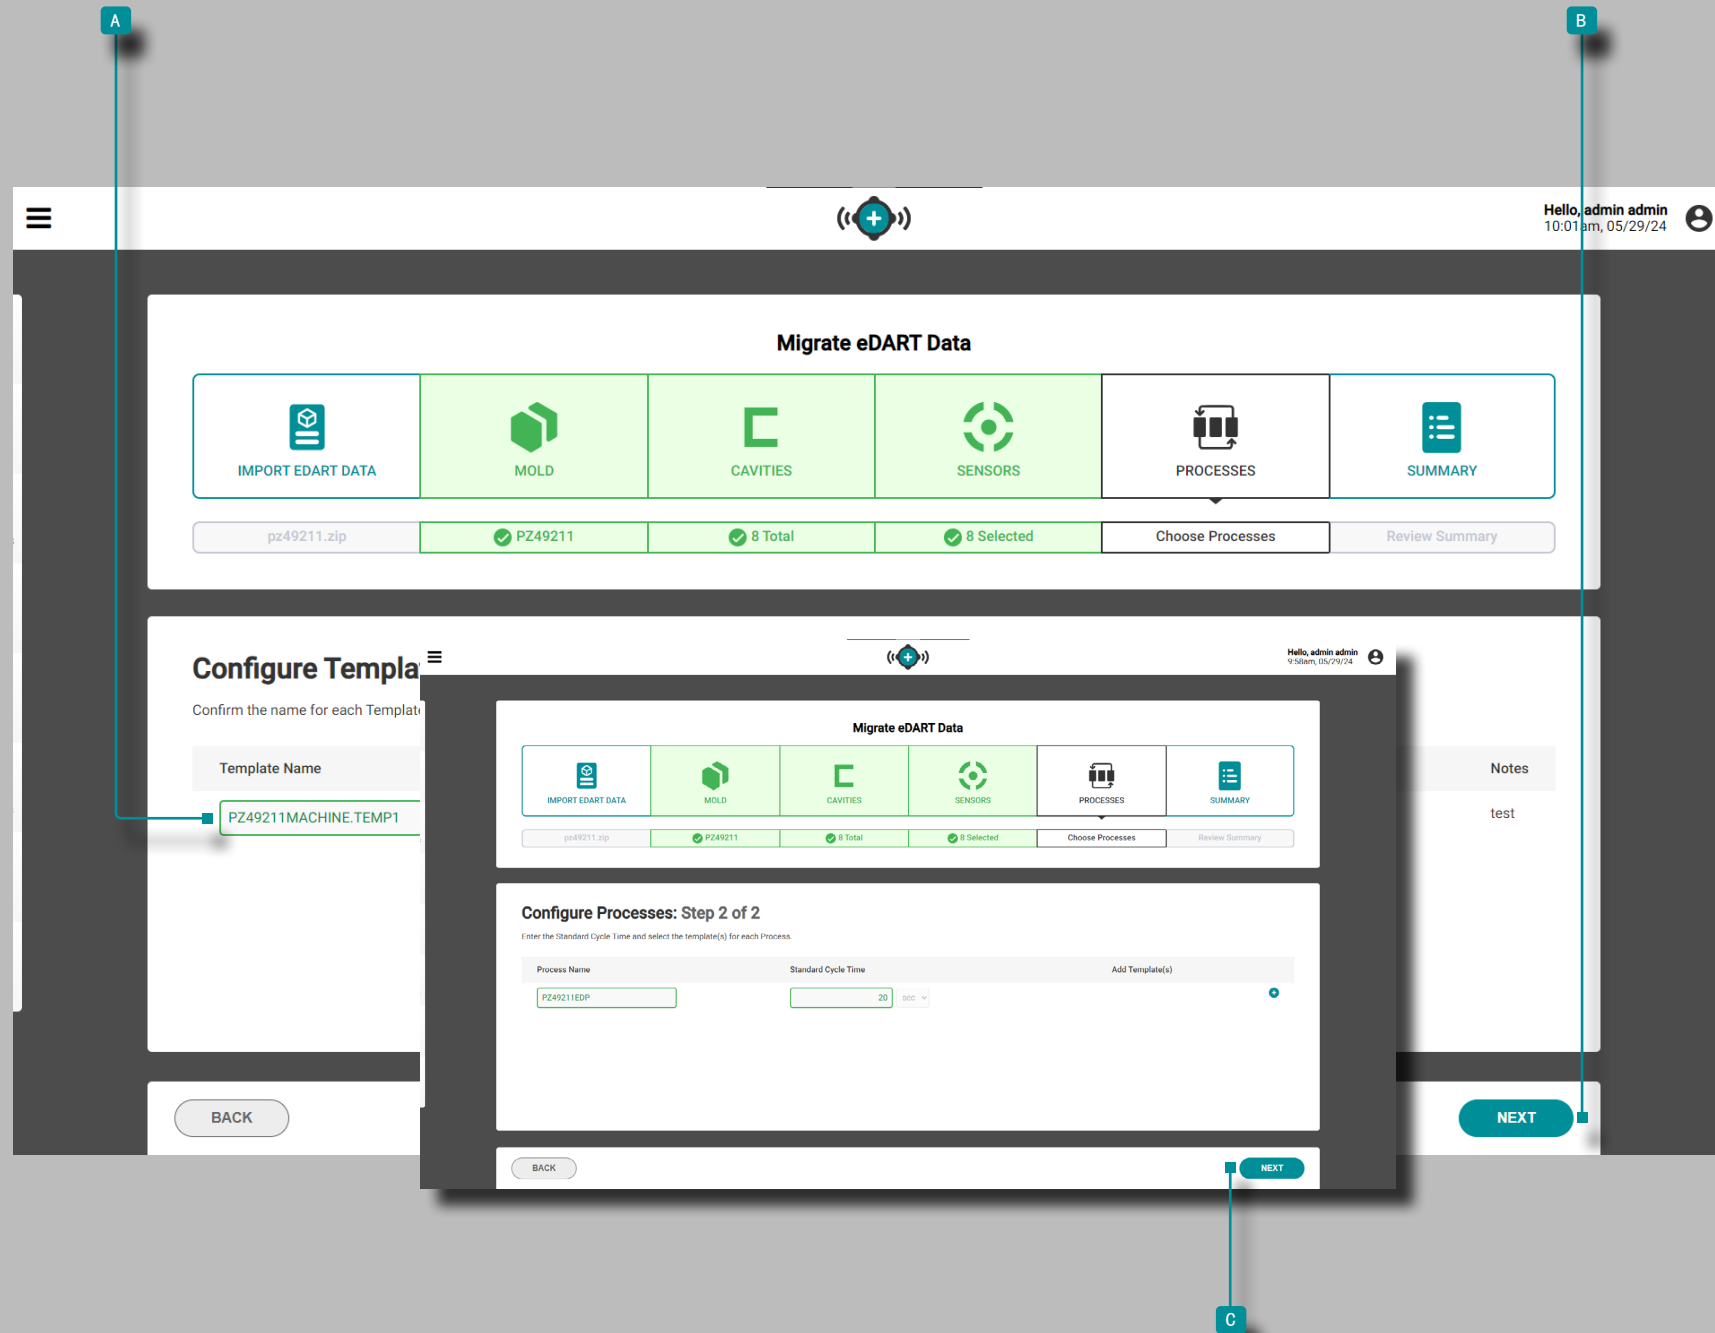 A
B
Hello, admin admin
10:01am, 05/29/24
Migrate eDART Data
IMPORT EDART DATA
MOLD
CAVITIES
SENSORS
PROCESSES
SUMMARY
pz49211.zip
PZ49211
8 Total
8 Selected
Choose Processes
Review Summary
Configure Templa
Confirm the name for each Template
Template Name
Notes
PZ49211MACHINE.TEMP1
test
BACK
NEXT
Hello, admin admin
9:58am, 05/29/24
Migrate eDART Data
IMPORT EDART DATA
MOLD
CAVITIES
SENSORS
PROCESSES
SUMMARY
pz49211.zip
PZ49211
8 Total
8 Selected
Choose Processes
Review Summary
Configure Processes: Step 2 of 2
Enter the Standard Cycle Time and select the template(s) for each Process.
Process Name
Standard Cycle Time
Add Template(s)
PZ49211EDP
20
sec
BACK
NEXT
C